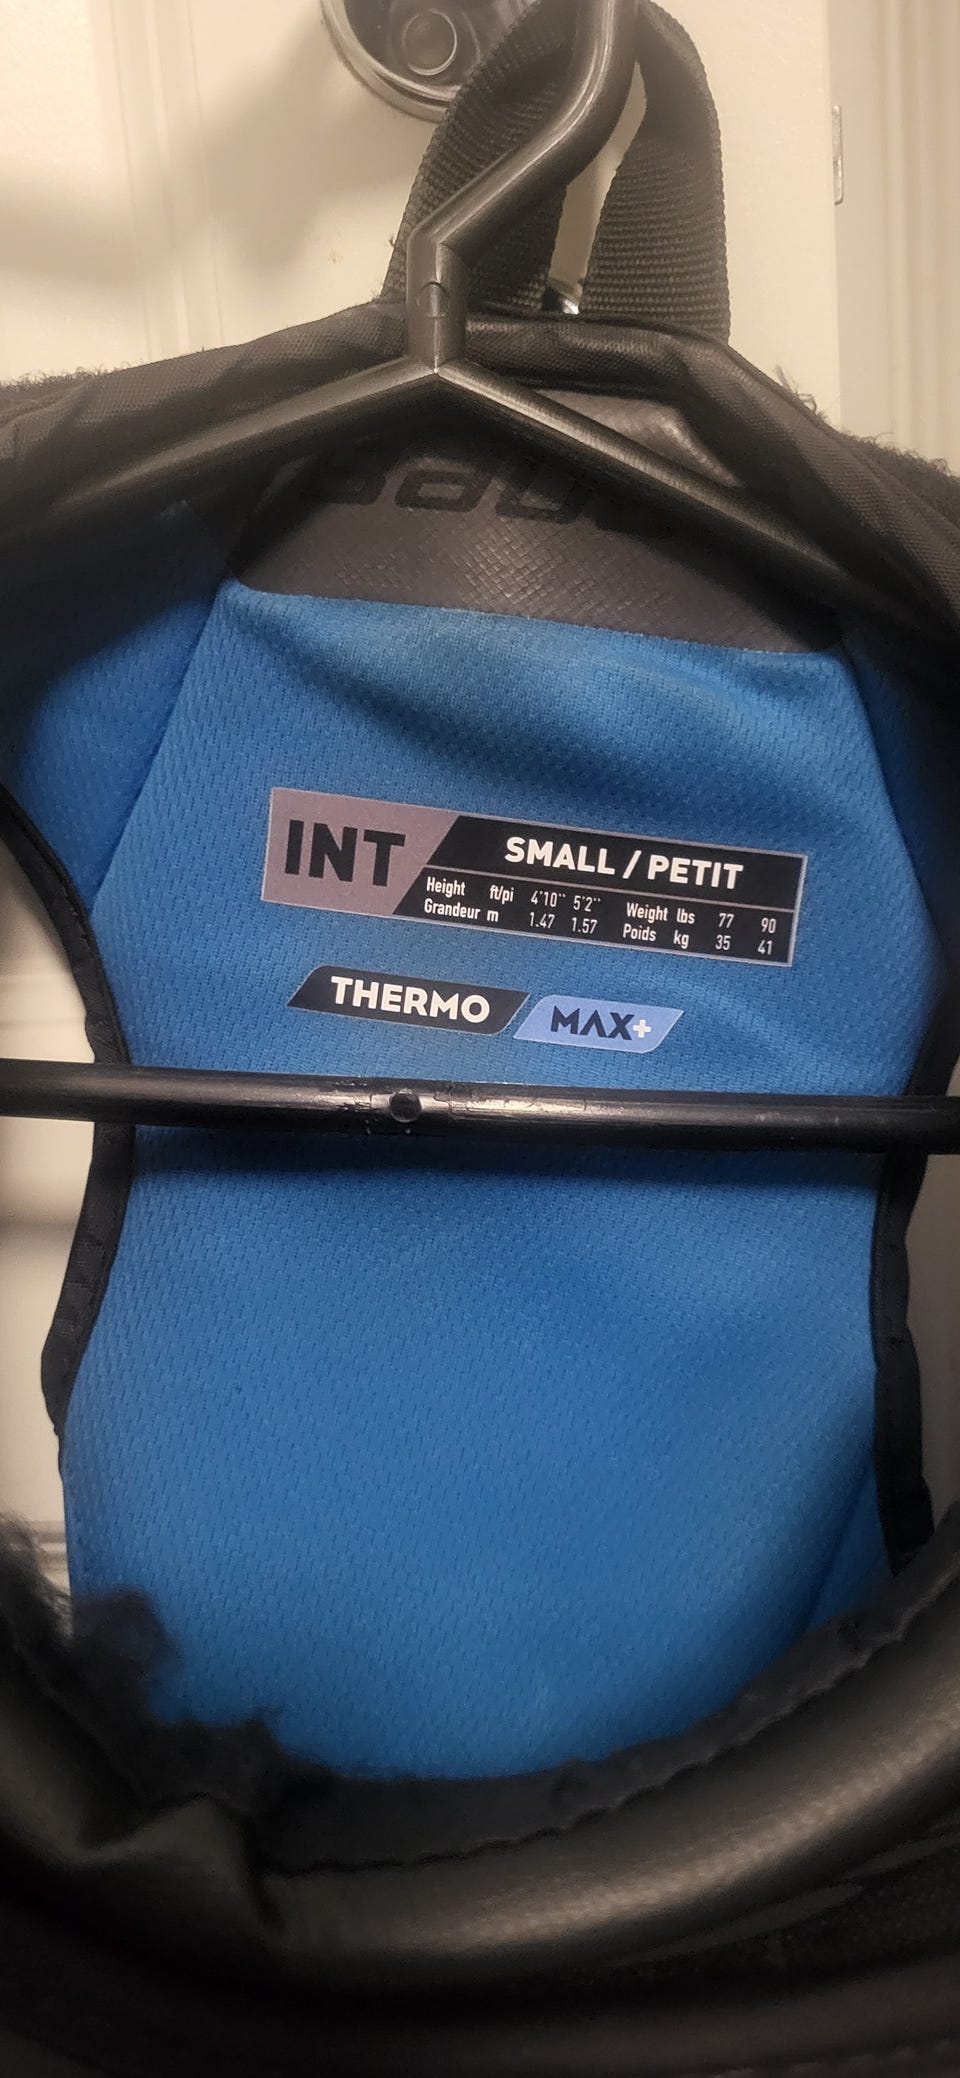 INT
SMALL / PETIT
Height ft/pi 4'10'' 5'2'' Weight lbs 77 90
Grandeur m 1.47 1.57 Poids kg 35 41
THERMO MAX+